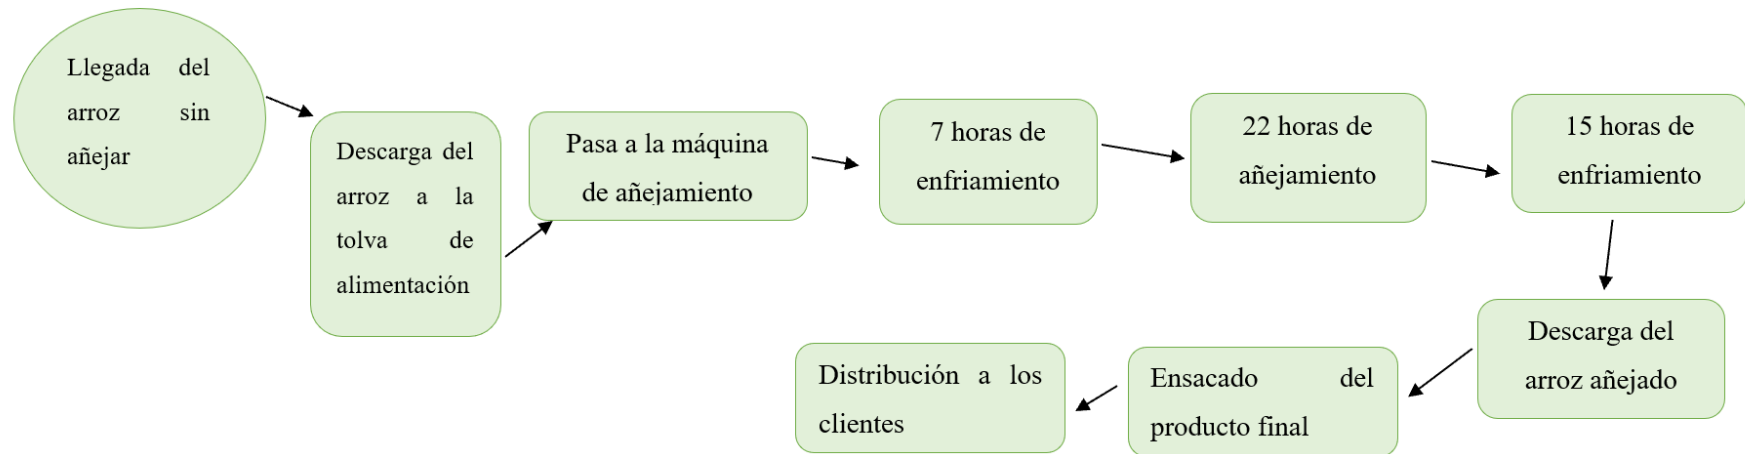 Llegada del
arroz sin
añejar
Descarga del
arroz a la
tolva de
alimentación
Pasa a la máquina
de añejamiento
7 horas de
enfriamiento
22 horas de
añejamiento
15 horas de
enfriamiento
Descarga del
arroz añejado
Ensacado del
producto final
Distribución a los
clientes